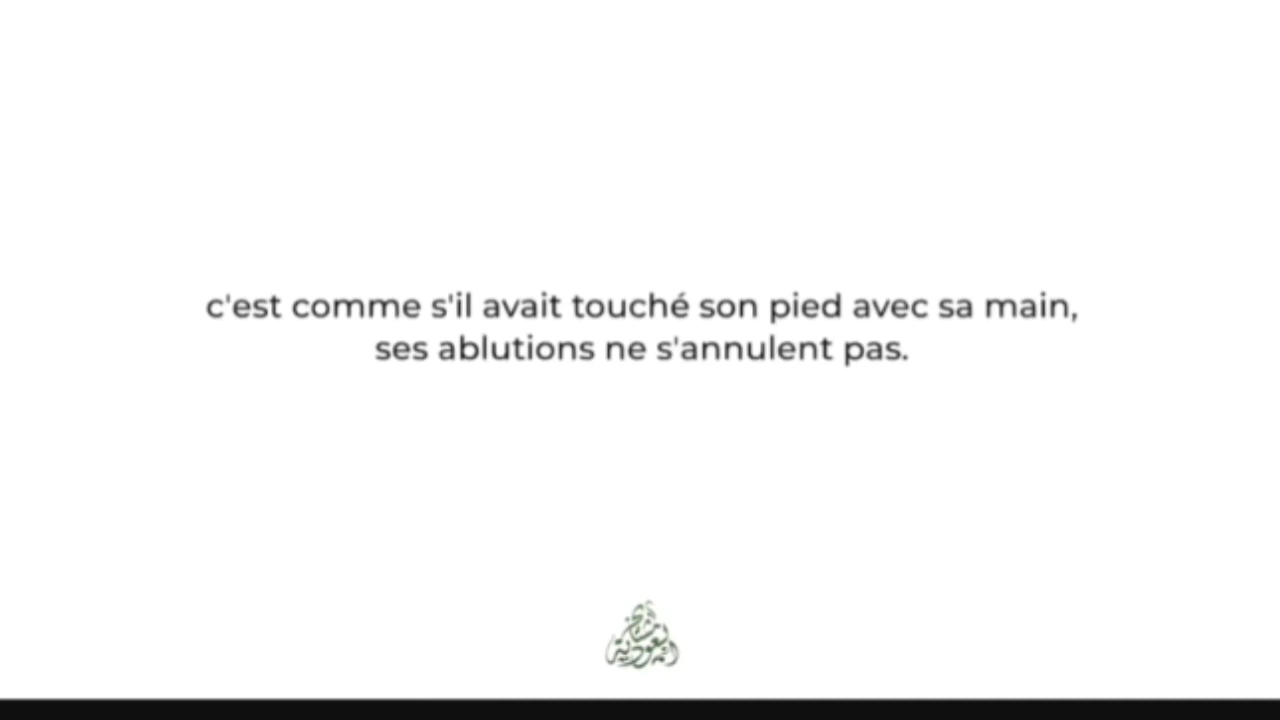 c'est comme s'il avait touché son pied avec sa main,
ses ablutions ne s'annulent pas.